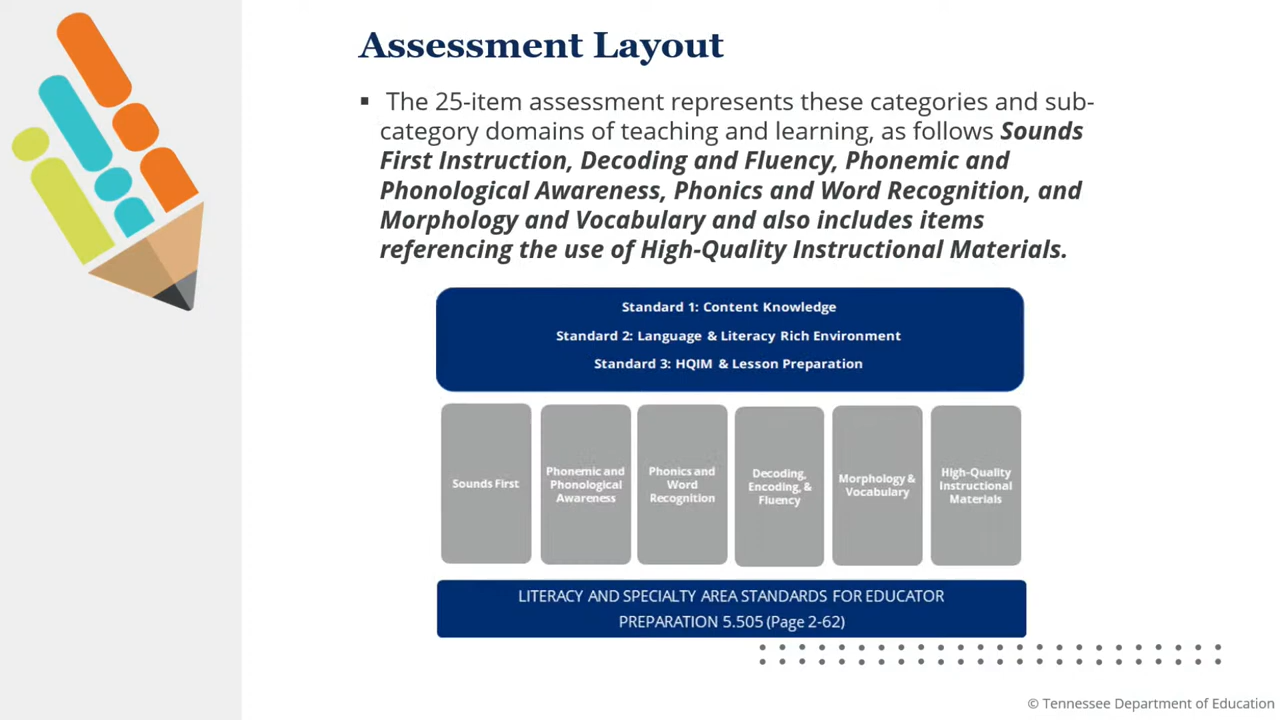 Assessment Layout
▪ The 25-item assessment represents these categories and sub-
category domains of teaching and learning, as follows Sounds
First Instruction, Decoding and Fluency, Phonemic and
Phonological Awareness, Phonics and Word Recognition, and
Morphology and Vocabulary and also includes items
referencing the use of High-Quality Instructional Materials.
Standard 1: Content Knowledge
Standard 2: Language & Literacy Rich Environment
Standard 3: HQIM & Lesson Preparation
Sounds First
Phonemic and
Phonological
Awareness
Phonics and
Word
Recognition
Decoding,
Encoding, &
Fluency
Morphology &
Vocabulary
High-Quality
Instructional
Materials
LITERACY AND SPECIALTY AREA STANDARDS FOR EDUCATOR
PREPARATION 5.505 (Page 2-62)
© Tennessee Department of Education